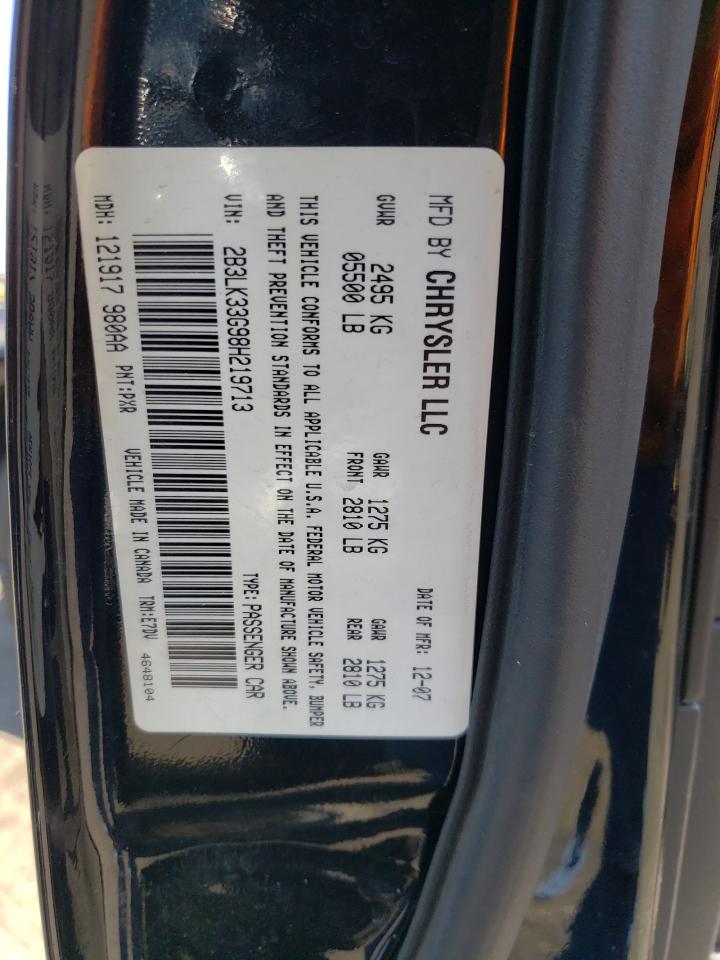 MFD BY CHRYSLER LLC
DATE OF MFR: 12-07
GVWR 2495 KG
05500 LB
GAWR FRONT 1275 KG
2810 LB
GAWR REAR 1275 KG
2810 LB
THIS VEHICLE CONFORMS TO ALL APPLICABLE U.S.A. FEDERAL MOTOR VEHICLE SAFETY, BUMPER
AND THEFT PREVENTION STANDARDS IN EFFECT ON THE DATE OF MANUFACTURE SHOWN ABOVE.
VIN: 2B3LK33G98H219713 TYPE: PASSENGER CAR
MDH: 121917 980AA PNT:PXR VEHICLE MADE IN CANADA TRM:E7DV
4648104